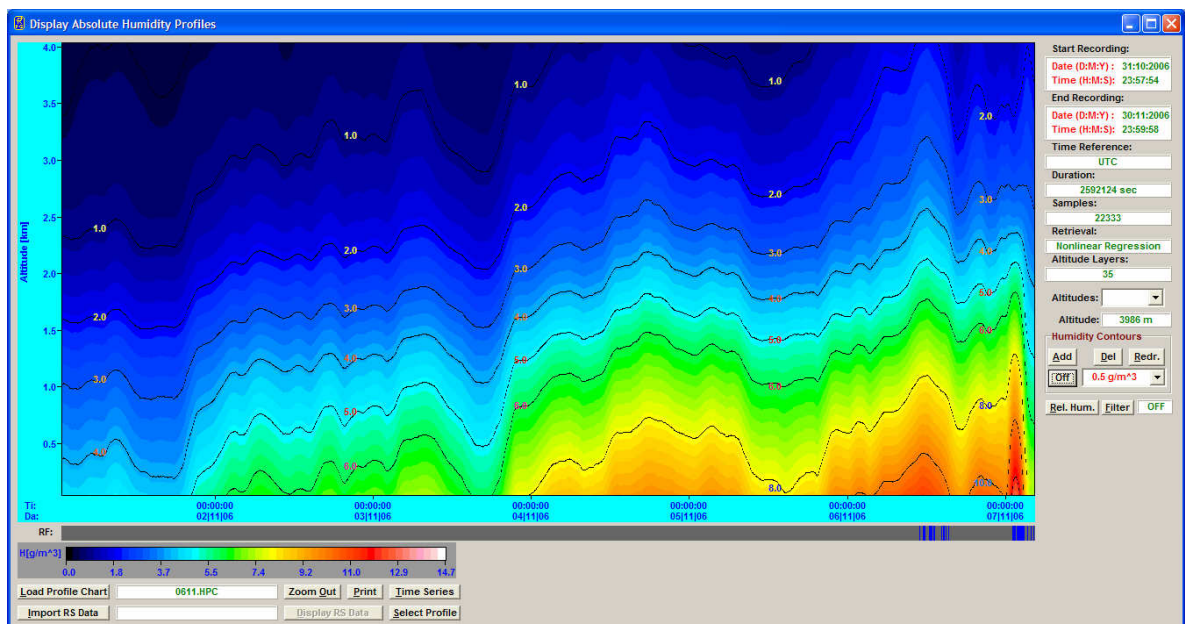 Display Absolute Humidity Profiles
4.0
3.5
3.0
2.5
2.0
1.5
1.0
0.5
Altitude [km]
1.0
2.0
3.0
4.0
1.0
2.0
3.0
4.0
5.0
6.0
1.0
2.0
3.0
4.0
5.0
6.0
1.0
2.0
3.0
4.0
5.0
6.0
8.0
2.0
3.0
4.0
5.0
6.0
8.0
10.0
Ti: 00:00:00 00:00:00 00:00:00 00:00:00 00:00:00 00:00:00
Da: 02|11|06 03|11|06 04|11|06 05|11|06 06|11|06 07|11|06
RF:
H[g/m^3]
0.0 1.8 3.7 5.5 7.4 9.2 11.0 12.9 14.7
Load Profile Chart 0611.HPC Zoom Out Print Time Series
Import RS Data Display RS Data Select Profile
Start Recording:
Date (D:M:Y) : 31:10:2006
Time (H:M:S): 23:57:54
End Recording:
Date (D:M:Y) : 30:11:2006
Time (H:M:S): 23:59:58
Time Reference:
UTC
Duration:
2592124 sec
Samples:
22333
Retrieval:
Nonlinear Regression
Altitude Layers:
35
Altitudes:
Altitude: 3986 m
Humidity Contours
Add Del Redr.
Off 0.5 g/m^3
Rel. Hum. Filter OFF